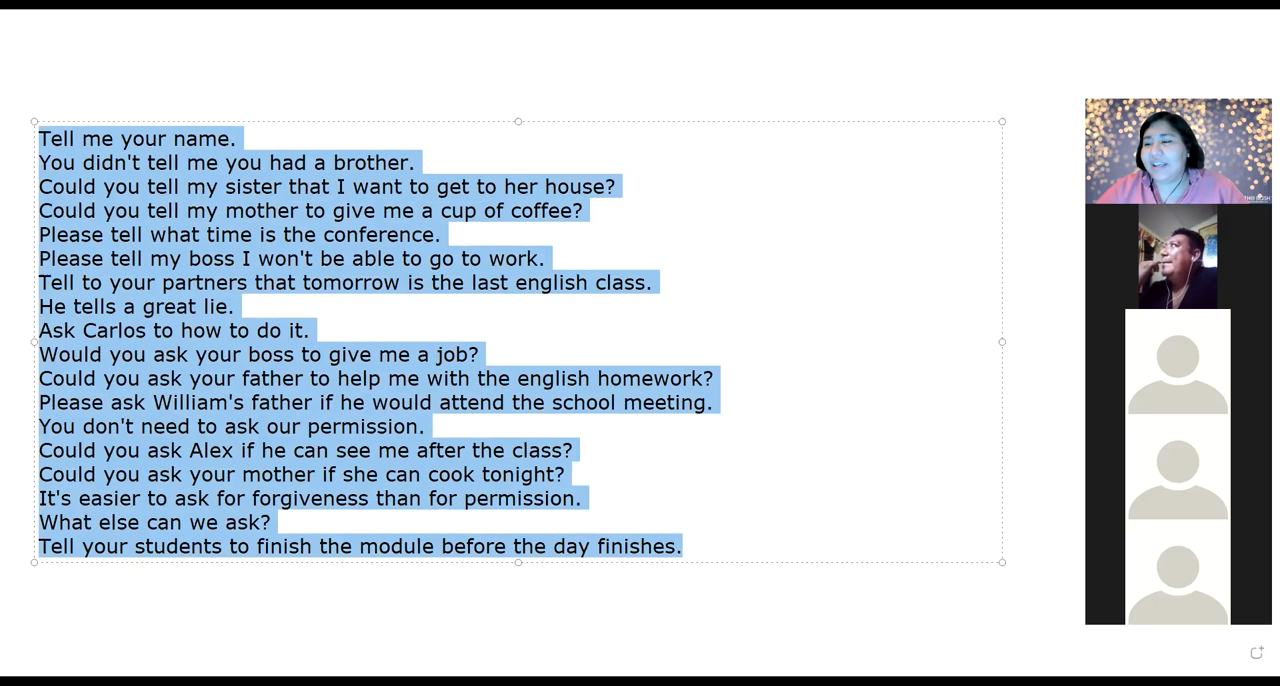 Tell me your name.
You didn't tell me you had a brother.
Could you tell my sister that I want to get to her house?
Could you tell my mother to give me a cup of coffee?
Please tell what time is the conference.
Please tell my boss I won't be able to go to work.
Tell to your partners that tomorrow is the last english class.
He tells a great lie.
Ask Carlos to how to do it.
Would you ask your boss to give me a job?
Could you ask your father to help me with the english homework?
Please ask William's father if he would attend the school meeting.
You don't need to ask our permission.
Could you ask Alex if he can see me after the class?
Could you ask your mother if she can cook tonight?
It's easier to ask for forgiveness than for permission.
What else can we ask?
Tell your students to finish the module before the day finishes.